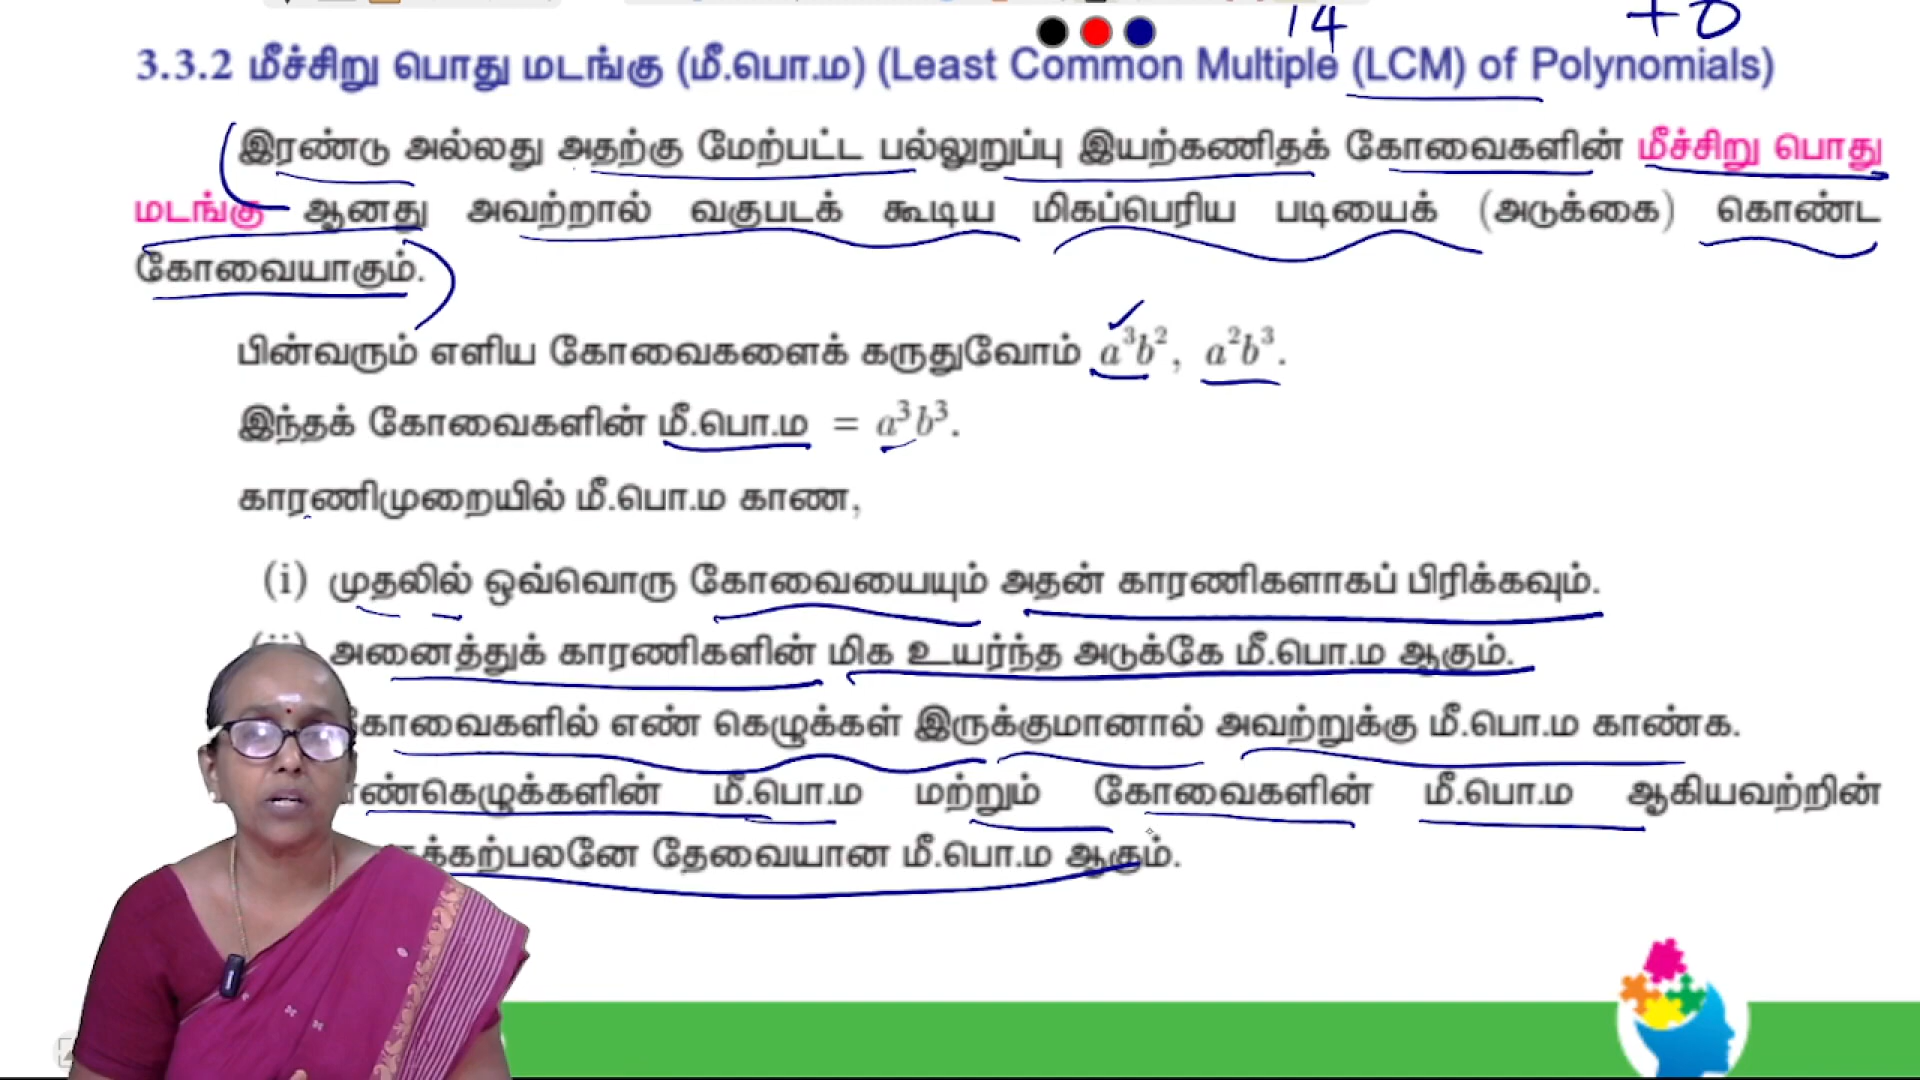 14 +0
3.3.2 மீச்சிறு பொது மடங்கு (மீ.பொ.ம) (Least Common Multiple (LCM) of Polynomials)
இரண்டு அல்லது அதற்கு மேற்பட்ட பல்லுறுப்பு இயற்கணிதக் கோவைகளின் மீச்சிறு பொது
மடங்கு ஆனது அவற்றால் வகுபடக் கூடிய மிகப்பெரிய படியைக் (அடுக்கை) கொண்ட
கோவையாகும்.
பின்வரும் எளிய கோவைகளைக் கருதுவோம் a³b², a²b³.
இந்தக் கோவைகளின் மீ.பொ.ம = a³b³.
காரணிமுறையில் மீ.பொ.ம காண,
(i) முதலில் ஒவ்வொரு கோவையையும் அதன் காரணிகளாகப் பிரிக்கவும்.
(ii) அனைத்துக் காரணிகளின் மிக உயர்ந்த அடுக்கே மீ.பொ.ம ஆகும்.
கோவைகளில் எண் கெழுக்கள் இருக்குமானால் அவற்றுக்கு மீ.பொ.ம காண்க.
எண்கெழுக்களின் மீ.பொ.ம மற்றும் கோவைகளின் மீ.பொ.ம ஆகியவற்றின்
தேவையான மீ.பொ.ம ஆகும்.